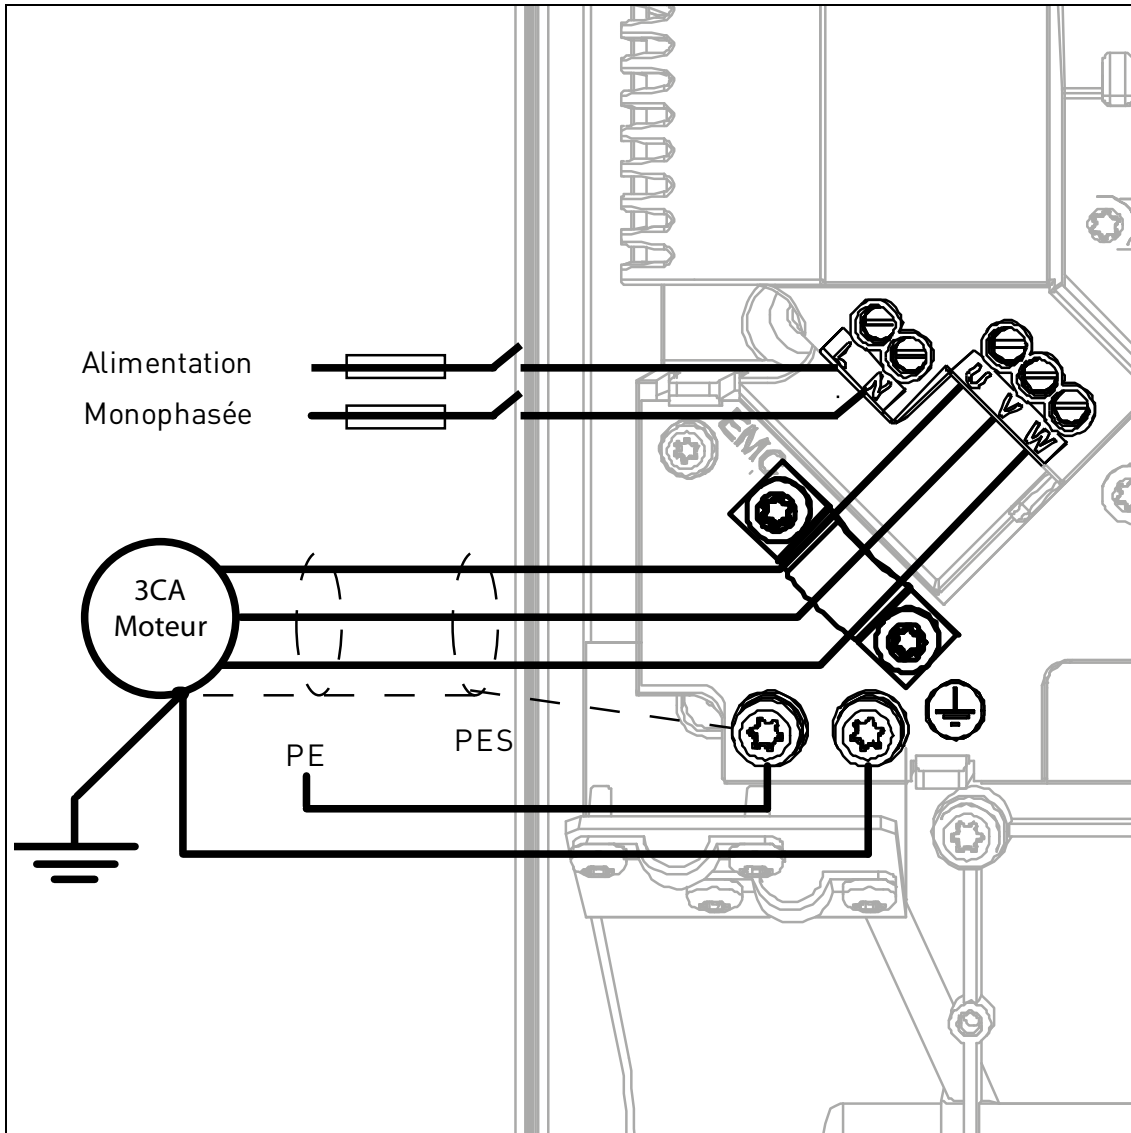 Alimentation
L
Monophasée
N
U
V
W
EMC
3CA
Moteur
PES
PE